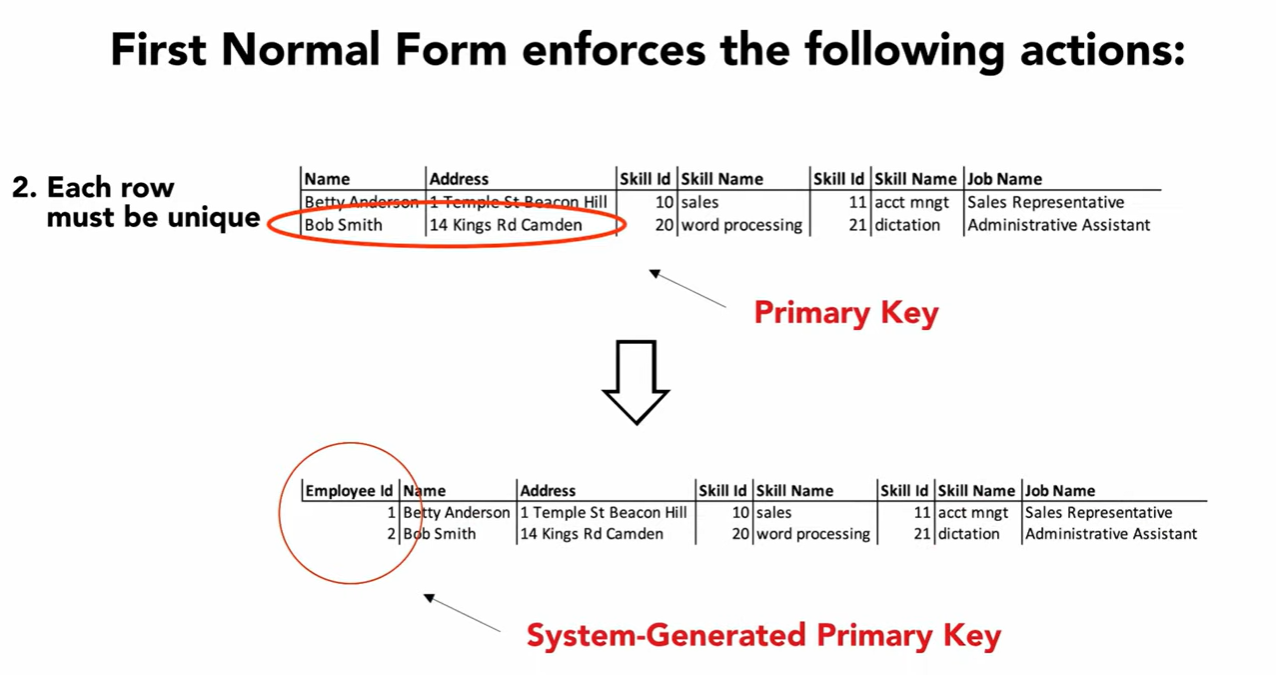 First Normal Form enforces the following actions:
2. Each row
must be unique
Name Address Skill Id Skill Name Skill Id Skill Name Job Name
Betty Anderson 1 Temple St Beacon Hill 10 sales 11 acct mngt Sales Representative
Bob Smith 14 Kings Rd Camden 20 word processing 21 dictation Administrative Assistant
Primary Key
Employee Id Name Address Skill Id Skill Name Skill Id Skill Name Job Name
1 Betty Anderson 1 Temple St Beacon Hill 10 sales 11 acct mngt Sales Representative
2 Bob Smith 14 Kings Rd Camden 20 word processing 21 dictation Administrative Assistant
System-Generated Primary Key